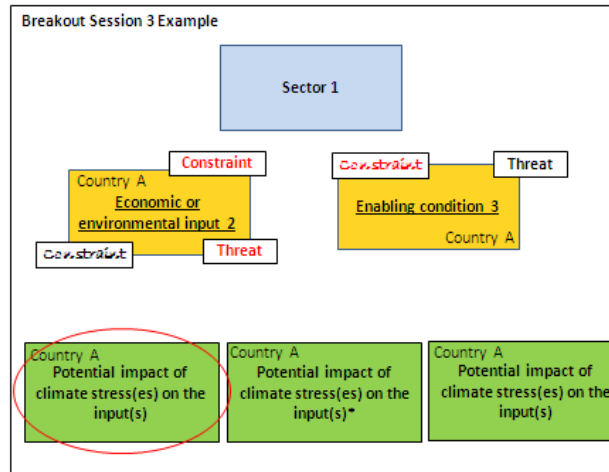 Breakout Session 3 Example
Sector 1
Constraint
Country A
Economic or
environmental input 2
Constraint
Threat
Constraint
Threat
Enabling condition 3
Country A
Country A
Potential impact of
climate stress(es) on the
input(s)
Country A
Potential impact of
climate stress(es) on the
input(s)*
Country A
Potential impact of
climate stress(es) on the
input(s)